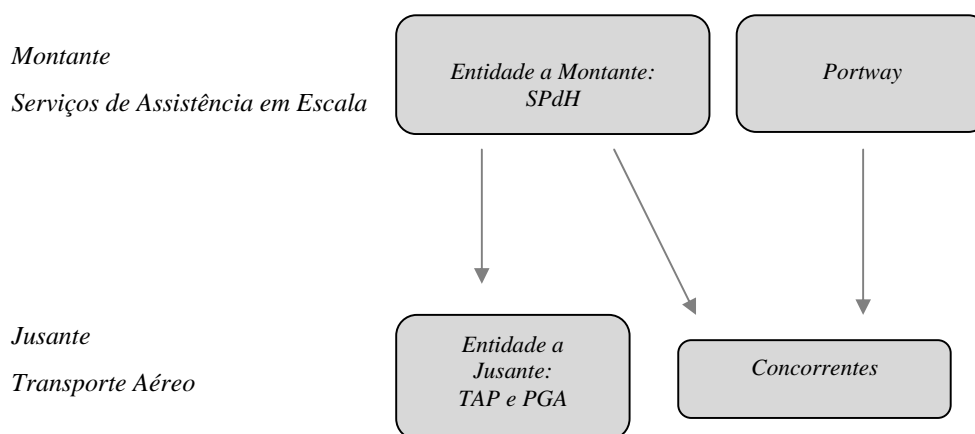 Montante
Serviços de Assistência em Escala
Entidade a Montante:
SPdH
Portway
Jusante
Transporte Aéreo
Entidade a
Jusante:
TAP e PGA
Concorrentes